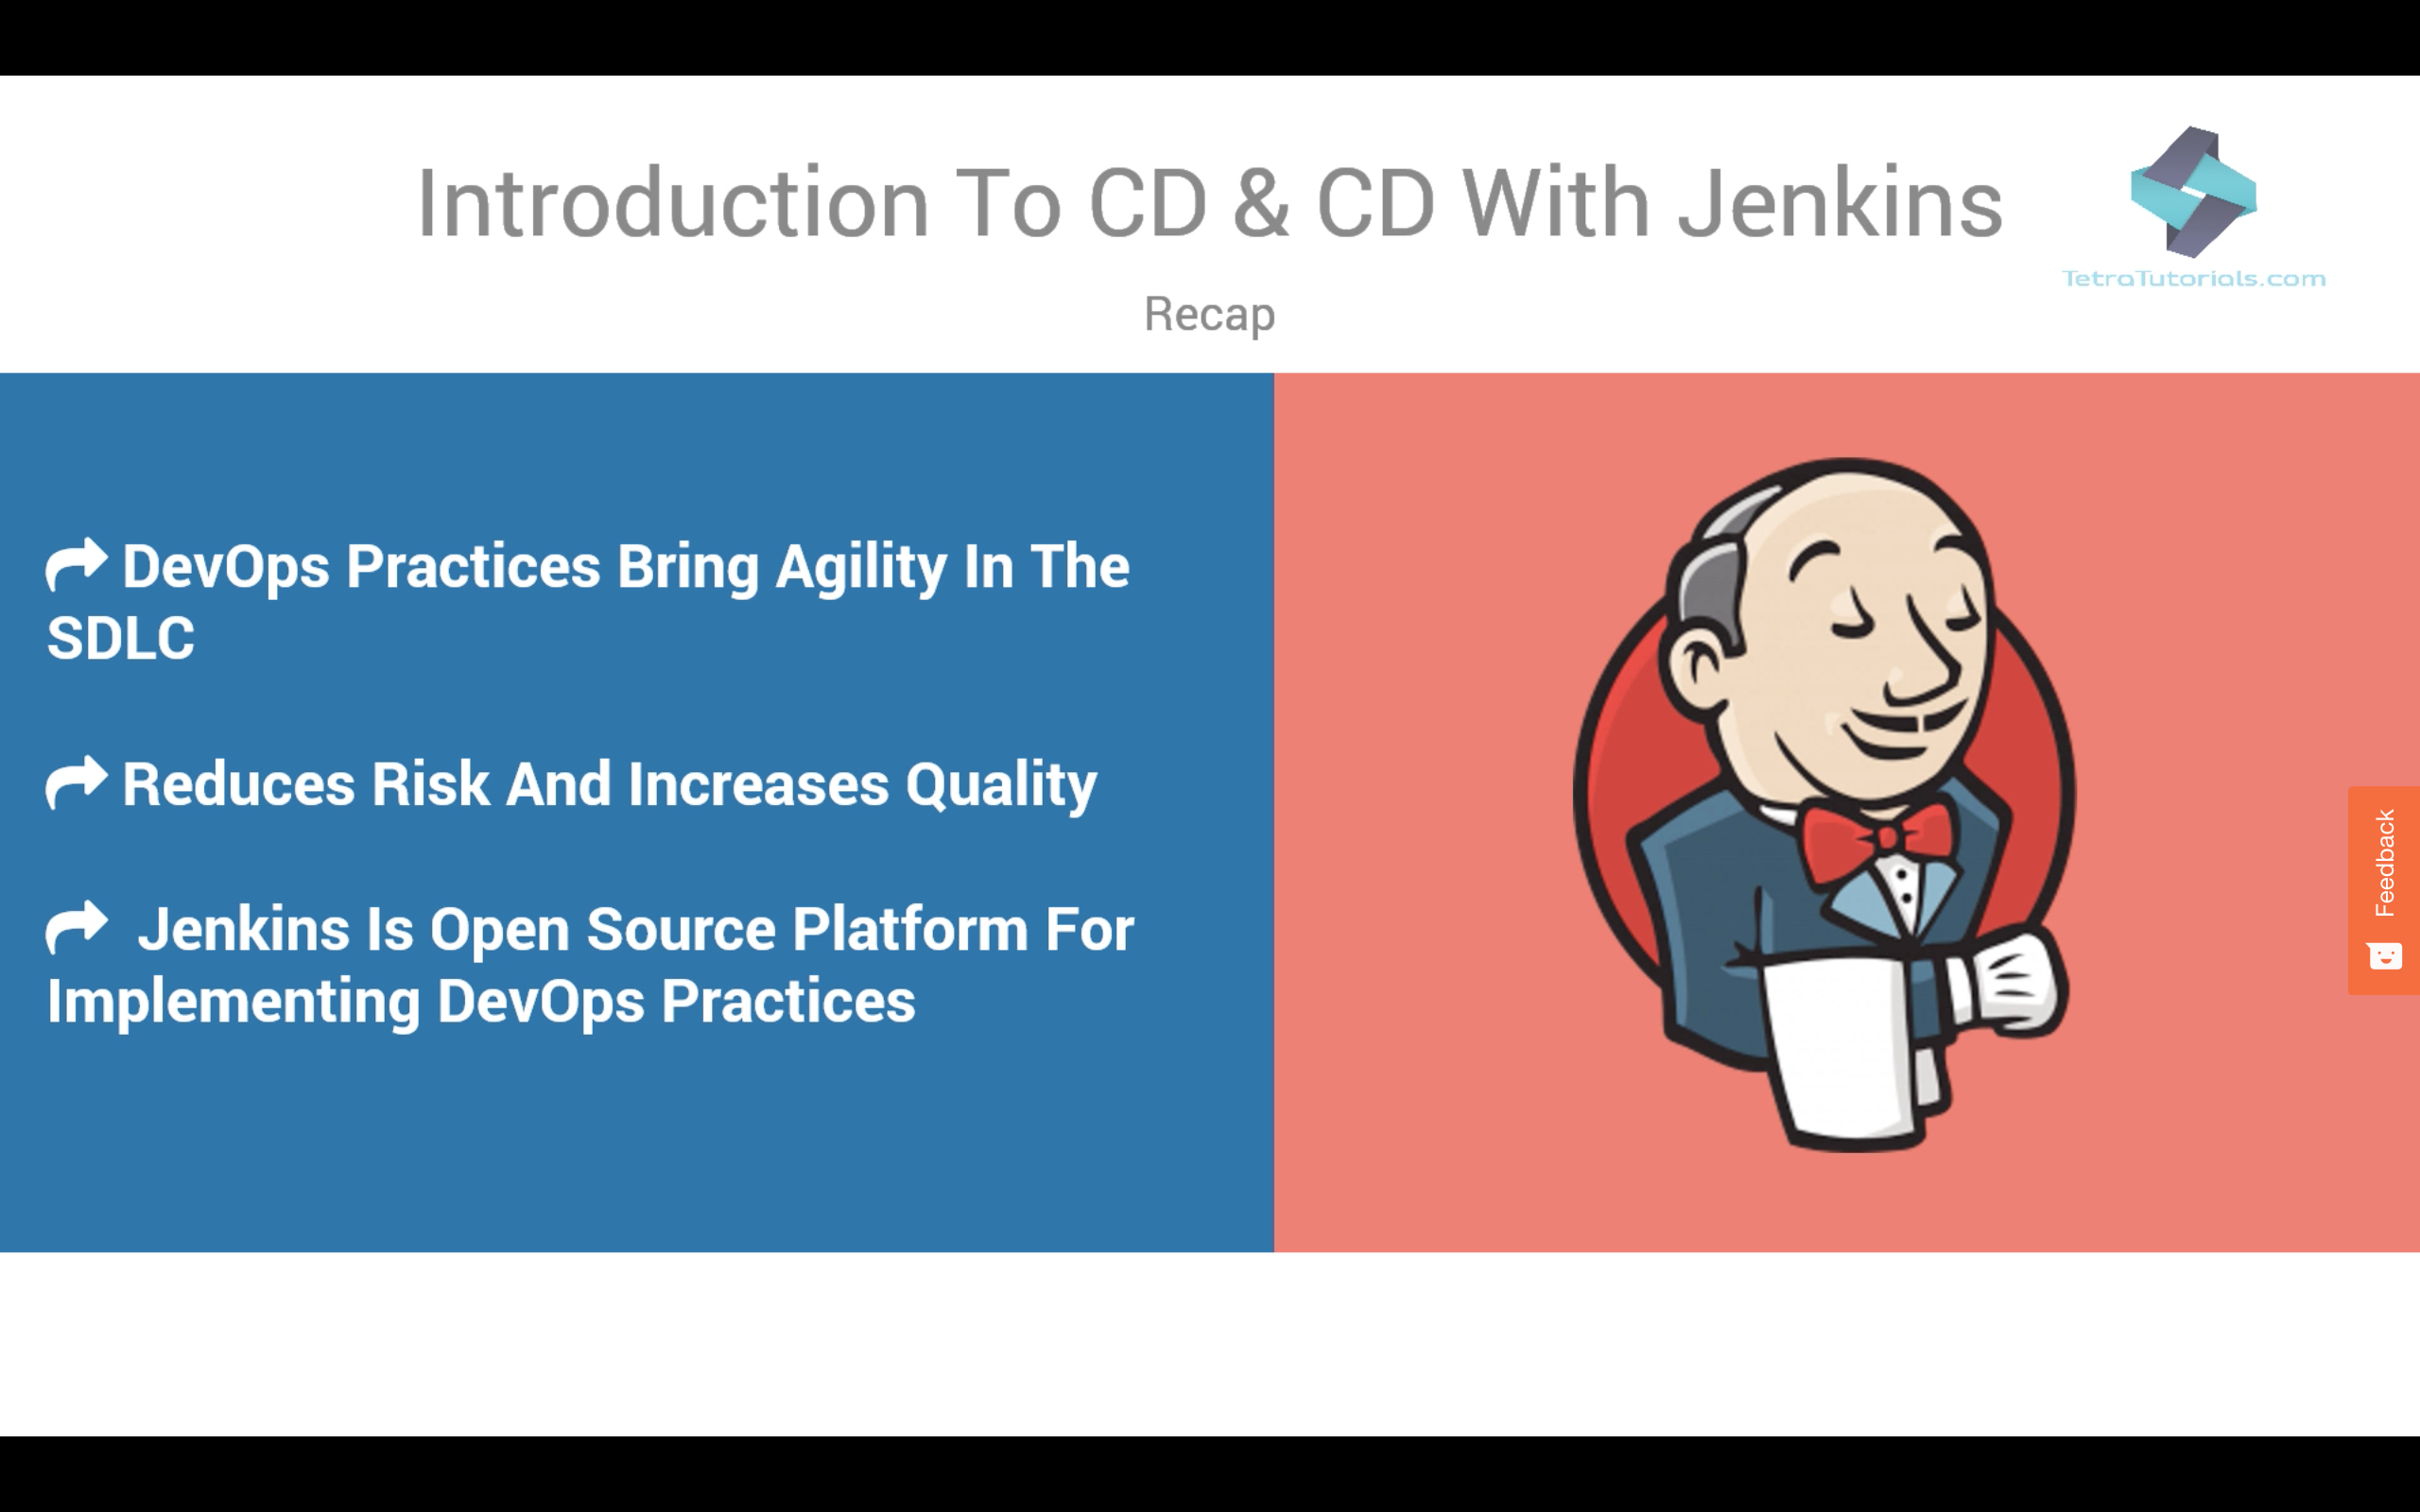 Introduction To CD & CD With Jenkins
TetraTutorials.com
Recap
DevOps Practices Bring Agility In The
SDLC
Reduces Risk And Increases Quality
Jenkins Is Open Source Platform For
Implementing DevOps Practices
Feedback